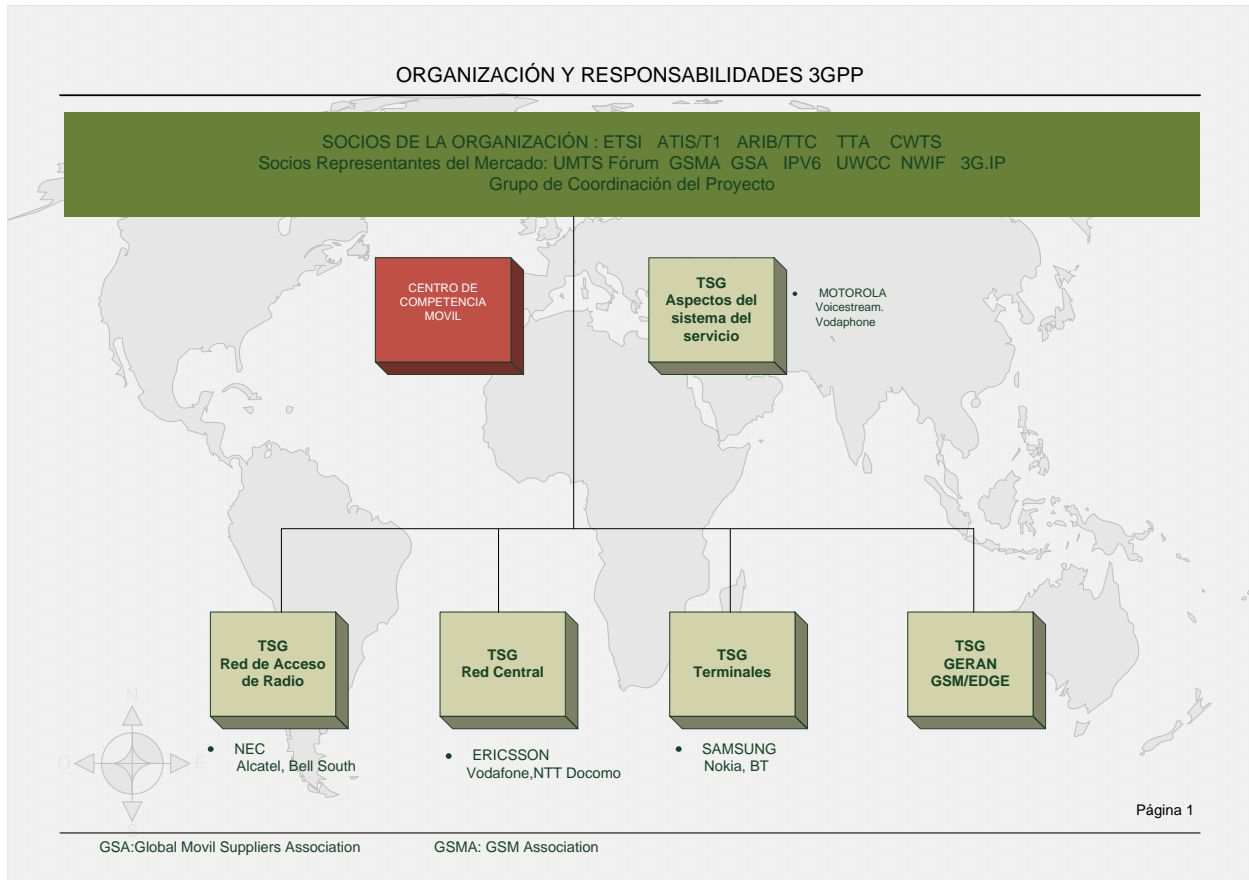 ORGANIZACIÓN Y RESPONSABILIDADES 3GPP
SOCIOS DE LA ORGANIZACIÓN : ETSI ATIS/T1 ARIB/TTC TTA CWTS
Socios Representantes del Mercado: UMTS Fórum GSMA GSA IPV6 UWCC NWIF 3G.IP
Grupo de Coordinación del Proyecto
CENTRO DE
COMPETENCIA
MOVIL
TSG
Aspectos del
sistema del
servicio
• MOTOROLA
Voicestream.
Vodaphone
TSG
Red de Acceso
de Radio
TSG
Red Central
TSG
Terminales
TSG
GERAN
GSM/EDGE
• NEC
Alcatel, Bell South
• ERICSSON
Vodafone,NTT Docomo
• SAMSUNG
Nokia, BT
N
O
E
S
Página 1
GSA:Global Movil Suppliers Association
GSMA: GSM Association